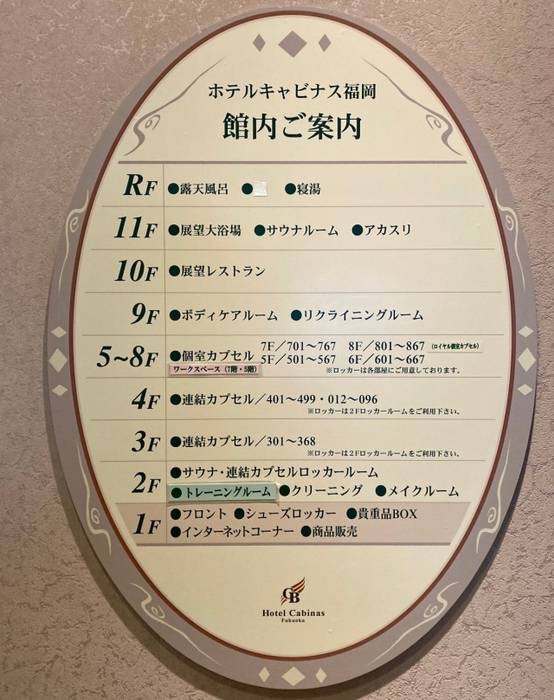 ホテルキャビナス福岡
館内ご案内
RF ●露天風呂 ● ●寝湯
11F ●展望大浴場 ●サウナルーム ●アカスリ
10F ●展望レストラン
9F ●ボディケアルーム ●リクライニングルーム
5~8F ●個室カプセル 7F/701~767 8F/801~867 (ロイヤル個室カプセル)
5F/501~567 6F/601~667
ワークスペース (7階・5階) ※ロッカーは各部屋にご用意しております。
4F ●連結カプセル/401~499・012~096
※ロッカーは2Fロッカールームをご利用下さい。
3F ●連結カプセル/301~368
※ロッカーは2Fロッカールームをご利用下さい。
2F ●サウナ・連結カプセルロッカールーム
●トレーニングルーム ●クリーニング ●メイクルーム
1F ●フロント ●シューズロッカー ●貴重品BOX
●インターネットコーナー ●商品販売
CB
Hotel Cabinas
Fukuoka